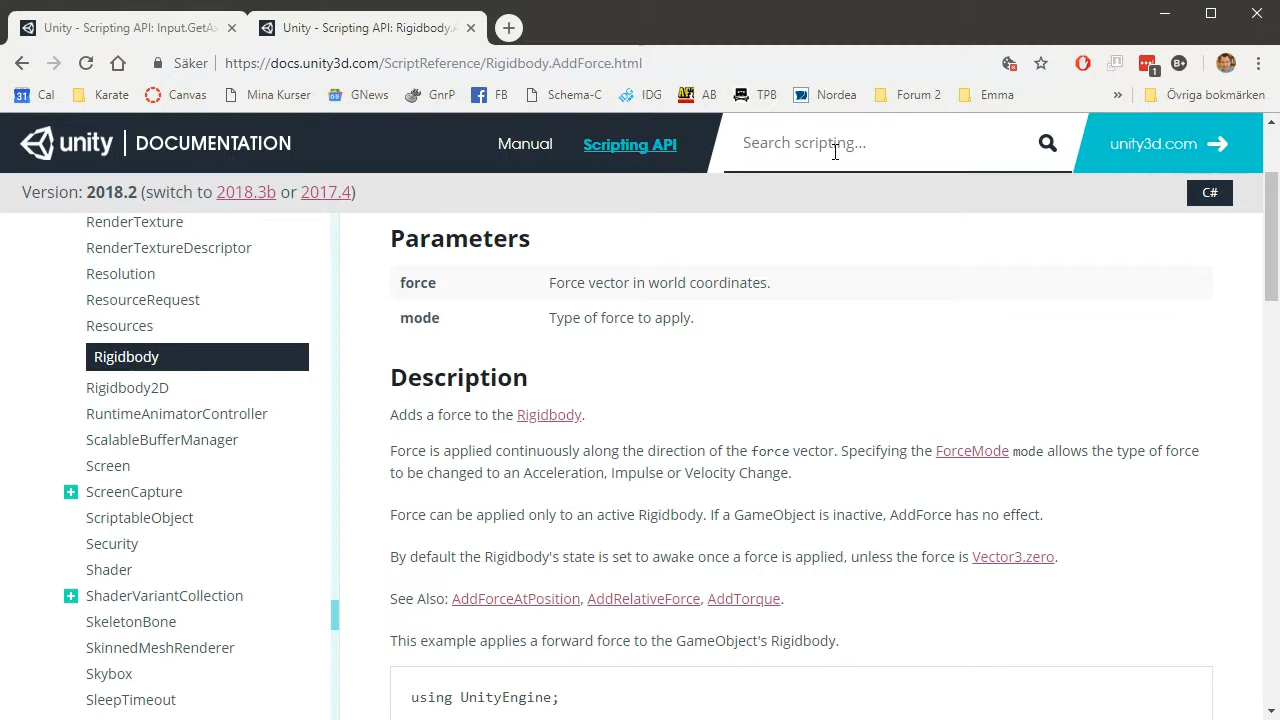 Unity - Scripting API: Input.GetAx
Unity - Scripting API: Rigidbody.A
Säker
https://docs.unity3d.com/ScriptReference/Rigidbody.AddForce.html
1
31 Cal
Karate
Canvas
Mina Kurser
GNews
GnrP
FB
Schema-C
IDG
AB
TPB
Nordea
Forum 2
Emma
»
Övriga bokmärken
unity | DOCUMENTATION
Manual
Scripting API
Search scripting...
unity3d.com
Version: 2018.2 (switch to 2018.3b or 2017.4)
C#
RenderTexture
RenderTextureDescriptor
Resolution
ResourceRequest
Resources
Rigidbody
Rigidbody2D
RuntimeAnimatorController
ScalableBufferManager
Screen
ScreenCapture
ScriptableObject
Security
Shader
ShaderVariantCollection
SkeletonBone
SkinnedMeshRenderer
Skybox
SleepTimeout
Parameters
force Force vector in world coordinates.
mode Type of force to apply.
Description
Adds a force to the Rigidbody.
Force is applied continuously along the direction of the force vector. Specifying the ForceMode mode allows the type of force
to be changed to an Acceleration, Impulse or Velocity Change.
Force can be applied only to an active Rigidbody. If a GameObject is inactive, AddForce has no effect.
By default the Rigidbody's state is set to awake once a force is applied, unless the force is Vector3.zero.
See Also: AddForceAtPosition, AddRelativeForce, AddTorque.
This example applies a forward force to the GameObject's Rigidbody.
using UnityEngine;